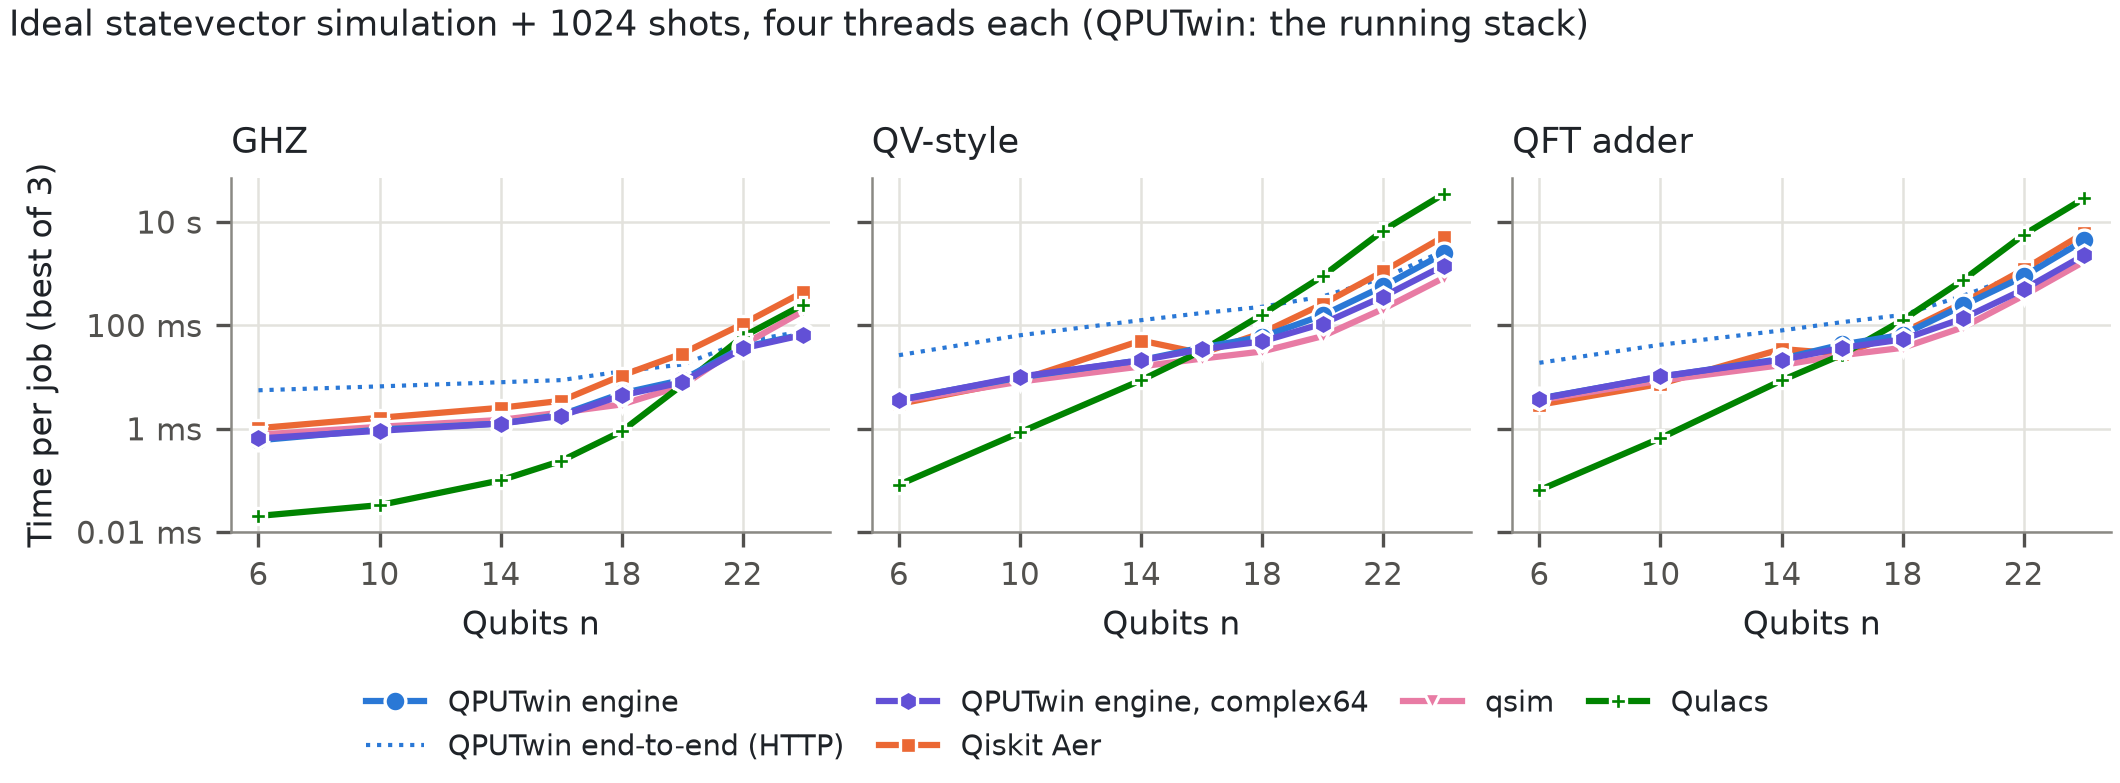 Ideal statevector simulation + 1024 shots, four threads each (QPUTwin: the running stack)
GHZ
QV-style
QFT adder
Time per job (best of 3)
10 s
100 ms
1 ms
0.01 ms
6 10 14 18 22
6 10 14 18 22
6 10 14 18 22
Qubits n
Qubits n
Qubits n
QPUTwin engine
QPUTwin end-to-end (HTTP)
QPUTwin engine, complex64
Qiskit Aer
qsim
Qulacs